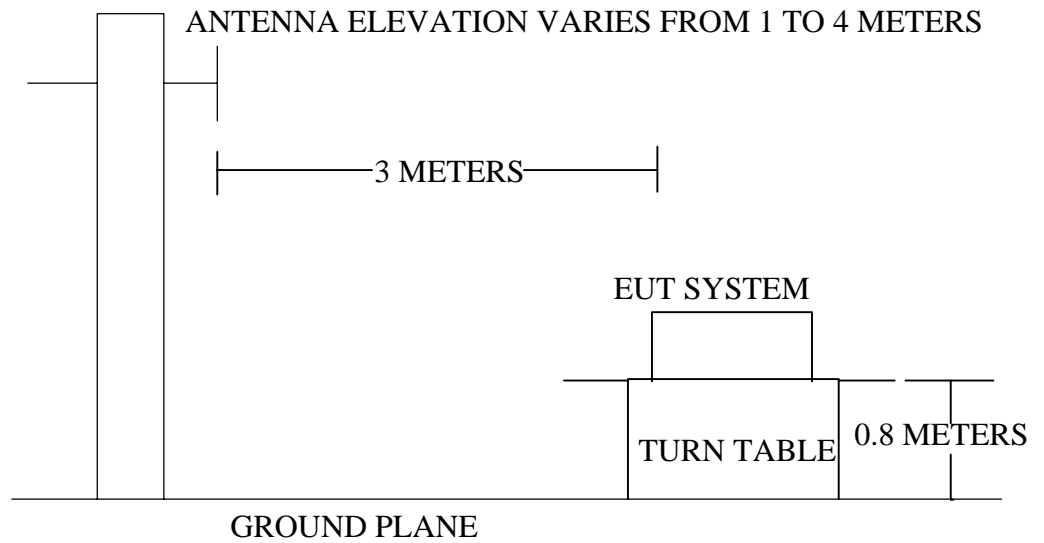 ANTENNA ELEVATION VARIES FROM 1 TO 4 METERS
3 METERS
EUT SYSTEM
TURN TABLE
0.8 METERS
GROUND PLANE